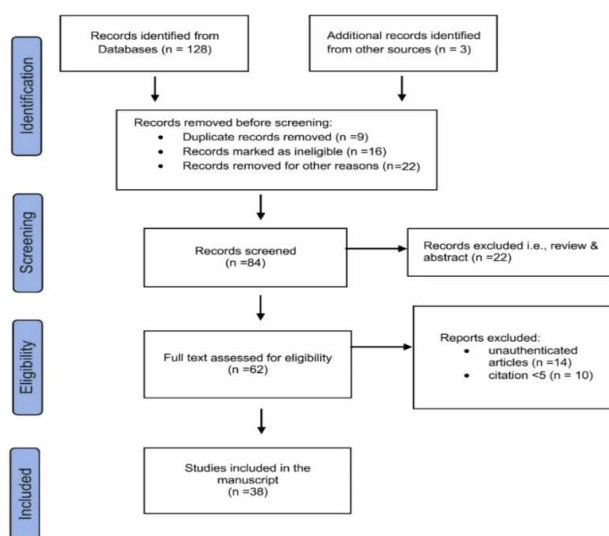 Identification
Records identified from
Databases (n = 128)
Additional records identified
from other sources (n = 3)
Records removed before screening:
• Duplicate records removed (n =9)
• Records marked as ineligible (n =16)
• Records removed for other reasons (n=22)
Screening
Records screened
(n =84)
Records excluded i.e., review &
abstract (n =22)
Eligibility
Full text assessed for eligibility
(n =62)
Reports excluded:
• unauthenticated
articles (n =14)
• citation <5 (n = 10)
Included
Studies included in the
manuscript
(n =38)